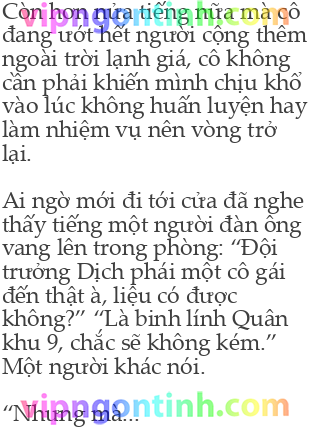 Còn hơn nửa tiếng nữa mà cô
vipngontinh.com
đang ướt hết người cộng thêm
ngoài trời lạnh giá, cô không
cần phải khiến mình chịu khổ
vào lúc không huấn luyện hay
làm nhiệm vụ nên vòng trở
lại.
Ai ngờ mới đi tới cửa đã nghe
vipngontinh.com
thấy tiếng một người đàn ông
vang lên trong phòng: “Đội
trưởng Dịch phái một cô gái
đến thật à, liệu có được
không?” “Là binh lính Quân
khu 9, chắc sẽ không kém.”
Một người khác nói.
vipngontinh.com
“Nhưng mà...